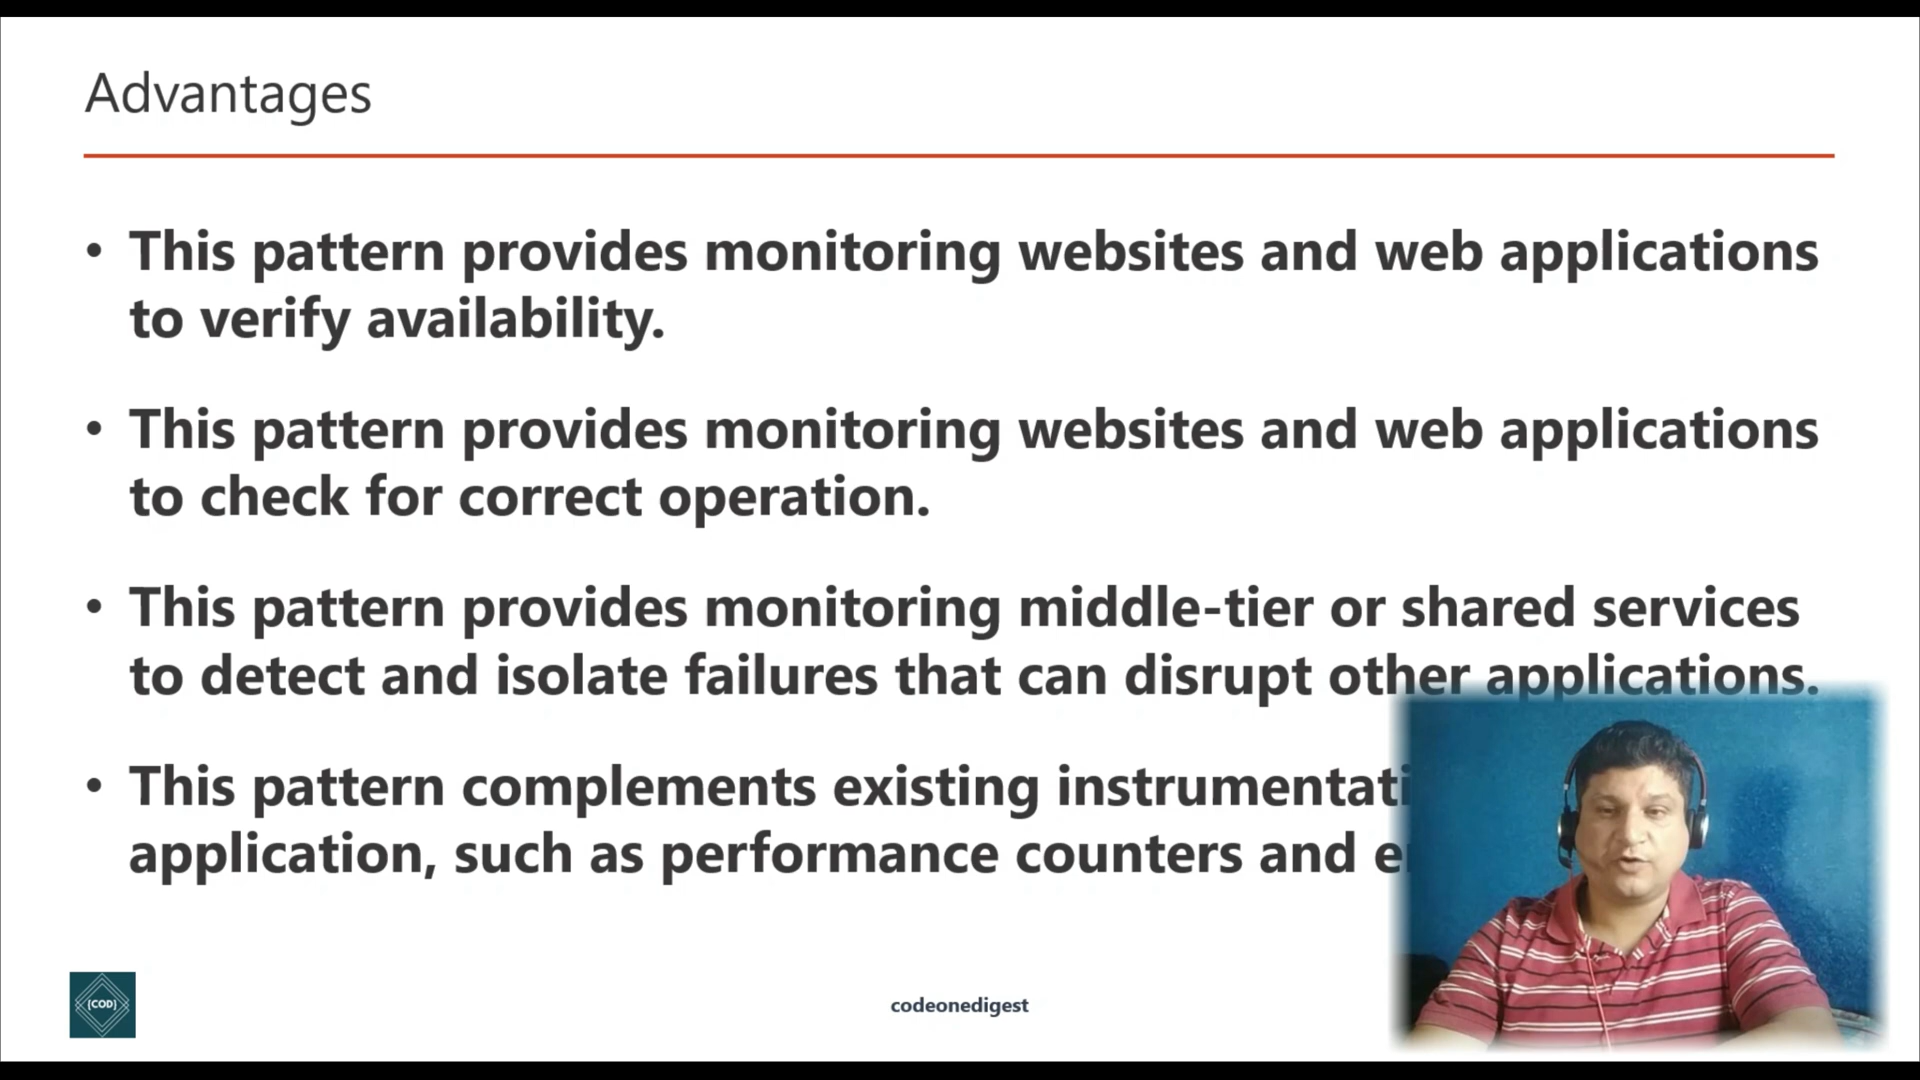 Advantages
• This pattern provides monitoring websites and web applications
to verify availability.
• This pattern provides monitoring websites and web applications
to check for correct operation.
• This pattern provides monitoring middle-tier or shared services
to detect and isolate failures that can disrupt other applications.
• This pattern complements existing
application, such as performance counters and
{COD}
codeonedigest